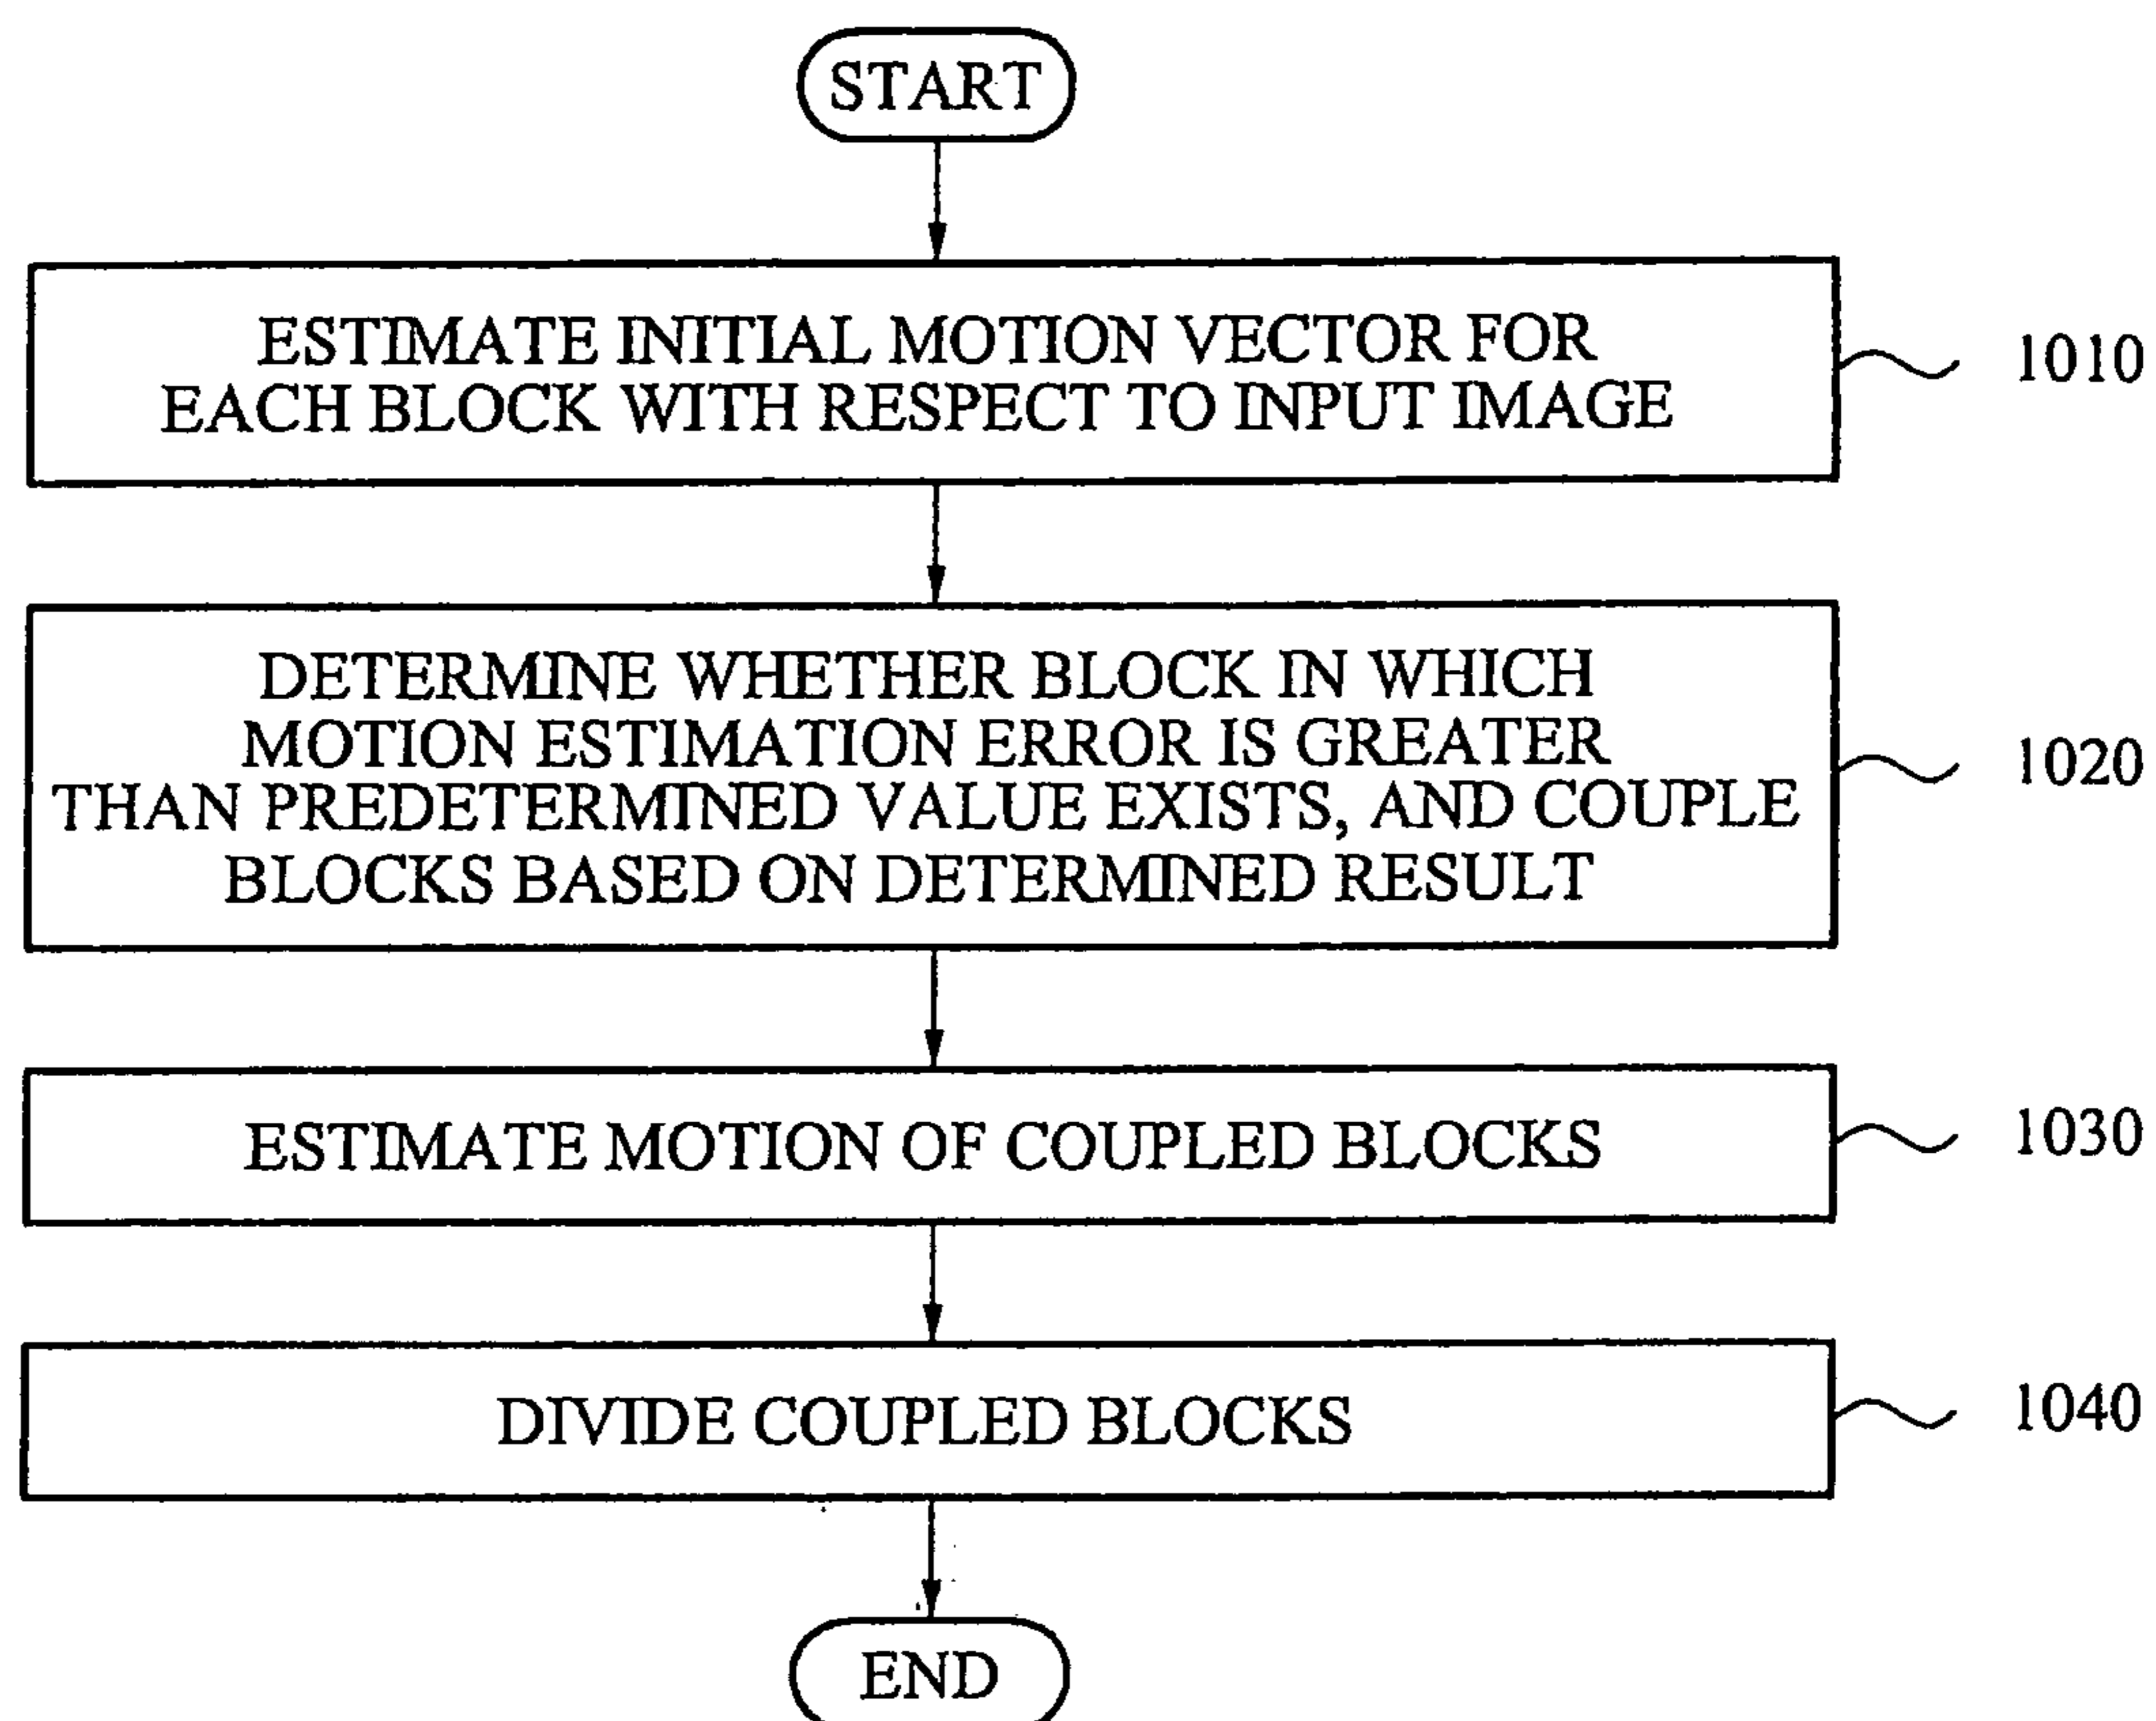 START
ESTIMATE INITIAL MOTION VECTOR FOR
EACH BLOCK WITH RESPECT TO INPUT IMAGE
1010
DETERMINE WHETHER BLOCK IN WHICH
MOTION ESTIMATION ERROR IS GREATER
THAN PREDETERMINED VALUE EXISTS, AND COUPLE
BLOCKS BASED ON DETERMINED RESULT
1020
ESTIMATE MOTION OF COUPLED BLOCKS
1030
DIVIDE COUPLED BLOCKS
1040
END